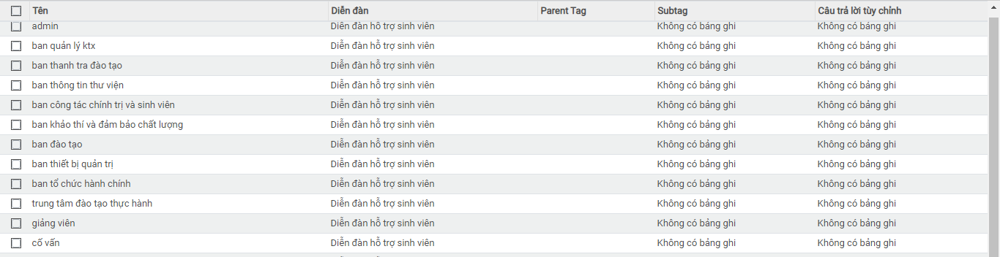 Tên Diễn đàn Parent Tag Subtag Câu trả lời tùy chỉnh
admin Diễn đàn hỗ trợ sinh viên Không có bảng ghi Không có bảng ghi
ban quản lý ktx Diễn đàn hỗ trợ sinh viên Không có bảng ghi Không có bảng ghi
ban thanh tra đào tạo Diễn đàn hỗ trợ sinh viên Không có bảng ghi Không có bảng ghi
ban thông tin thư viện Diễn đàn hỗ trợ sinh viên Không có bảng ghi Không có bảng ghi
ban công tác chính trị và sinh viên Diễn đàn hỗ trợ sinh viên Không có bảng ghi Không có bảng ghi
ban khảo thí và đảm bảo chất lượng Diễn đàn hỗ trợ sinh viên Không có bảng ghi Không có bảng ghi
ban đào tạo Diễn đàn hỗ trợ sinh viên Không có bảng ghi Không có bảng ghi
ban thiết bị quản trị Diễn đàn hỗ trợ sinh viên Không có bảng ghi Không có bảng ghi
ban tổ chức hành chính Diễn đàn hỗ trợ sinh viên Không có bảng ghi Không có bảng ghi
trung tâm đào tạo thực hành Diễn đàn hỗ trợ sinh viên Không có bảng ghi Không có bảng ghi
giảng viên Diễn đàn hỗ trợ sinh viên Không có bảng ghi Không có bảng ghi
cố vấn Diễn đàn hỗ trợ sinh viên Không có bảng ghi Không có bảng ghi